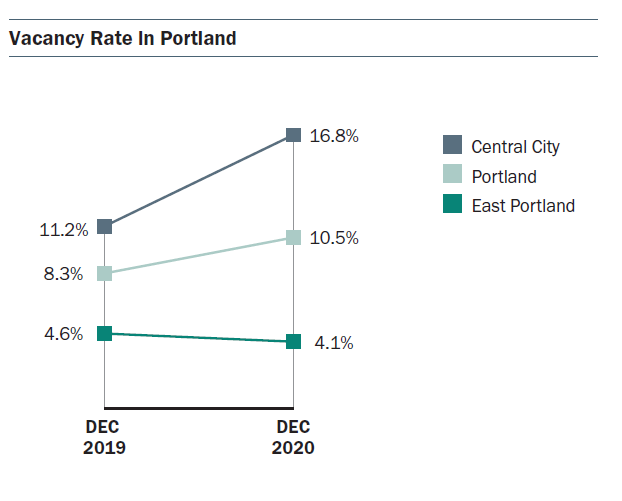 Vacancy Rate In Portland
16.8%
Central City
Portland
East Portland
11.2%
10.5%
8.3%
4.6%
4.1%
DEC
2019
DEC
2020